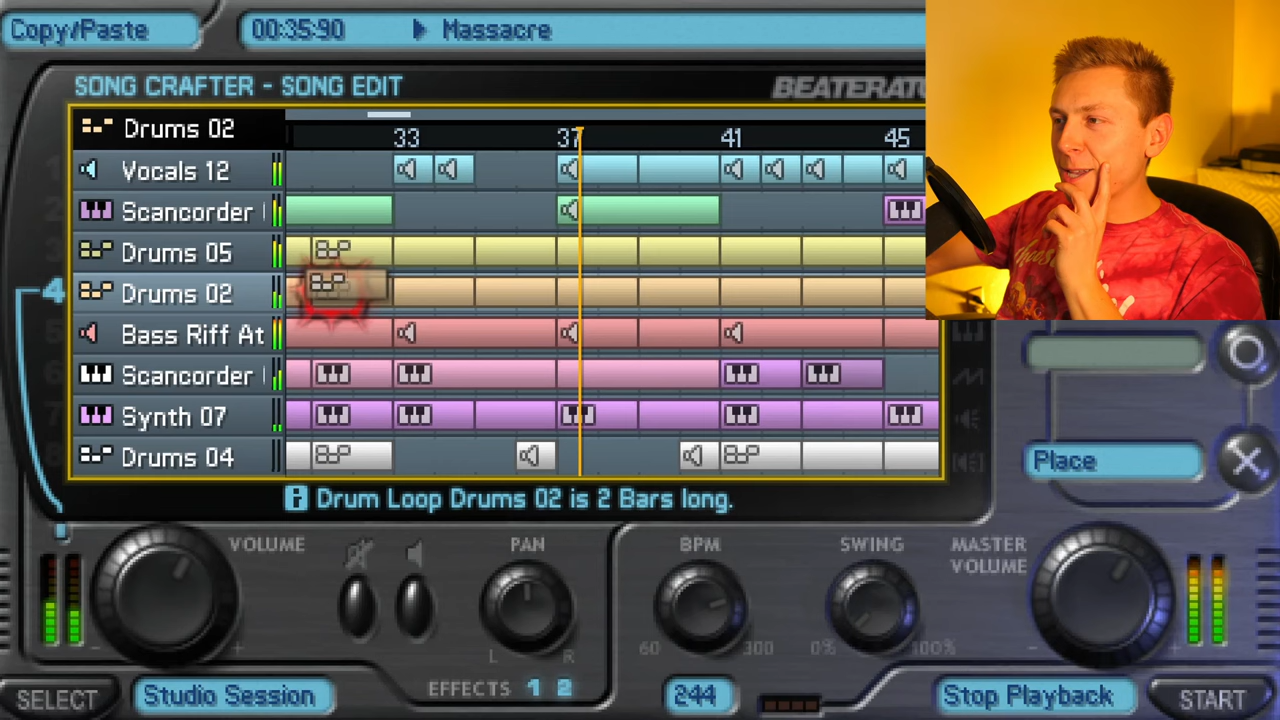 Copy/Paste
00:35:90 Massacre
SONG CRAFTER - SONG EDIT
Drums 02
33 37 41 45
Vocals 12
Scancorder
Drums 05
4 Drums 02
Bass Riff At
Scancorder
Synth 07
Drums 04
Place
Drum Loop Drums 02 is 2 Bars long.
VOLUME PAN BPM SWING MASTER VOLUME
L R 60 300 0% 100%
EFFECTS 1 2
SELECT Studio Session 244 Stop Playback START